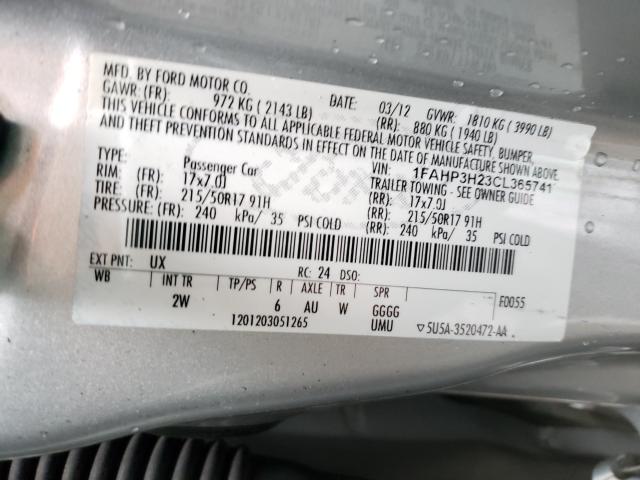 MFD. BY FORD MOTOR CO.
DATE: 03/12 GVWR: 1810 KG ( 3990 LB)
GAWR: (FR): 972 KG ( 2143 LB) (RR): 880 KG ( 1940 LB)
THIS VEHICLE CONFORMS TO ALL APPLICABLE FEDERAL MOTOR VEHICLE SAFETY, BUMPER,
AND THEFT PREVENTION STANDARDS IN EFFECT ON THE DATE OF MANUFACTURE SHOWN ABOVE.
VIN: 1FAHP3H23CL365741
TYPE: Passenger Car TRAILER TOWING - SEE OWNER GUIDE
RIM: (FR): 17x7.0J (RR): 17x7.0J
TIRE: (FR): 215/50R17 91H (RR): 215/50R17 91H
PRESSURE: (FR): 240 kPa/ 35 PSI COLD (RR): 240 kPa/ 35 PSI COLD
EXT PNT: UX RC: 24 DSO: F0055
WB INT TR TP/PS R AXLE TR SPR
2W 6 AU W GGGG
1201203051265 UMU ▽5U5A-3520472-AA